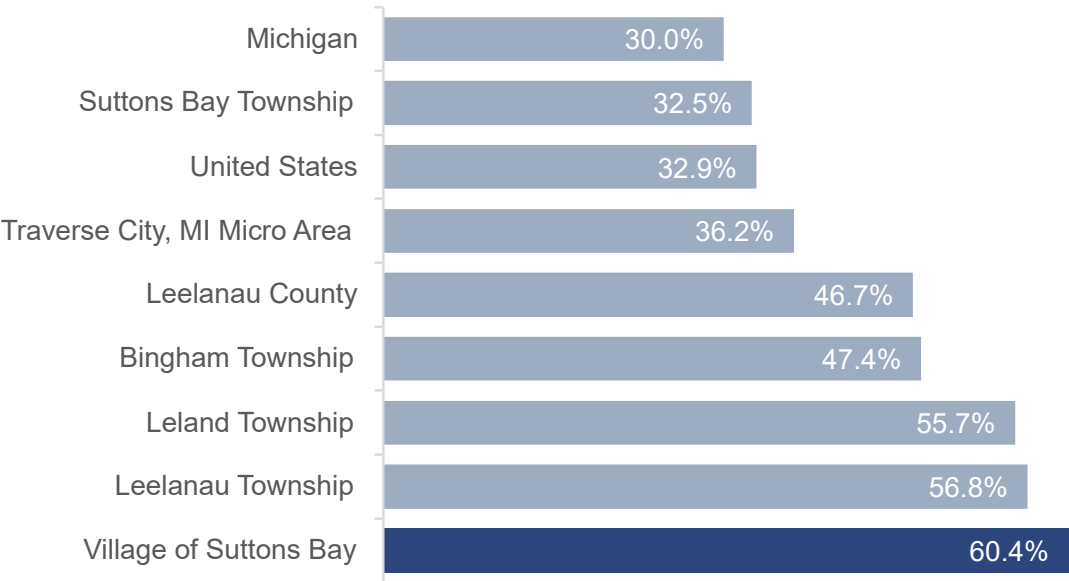 Michigan 30.0%
Suttons Bay Township 32.5%
United States 32.9%
Traverse City, MI Micro Area 36.2%
Leelanau County 46.7%
Bingham Township 47.4%
Leland Township 55.7%
Leelanau Township 56.8%
Village of Suttons Bay 60.4%